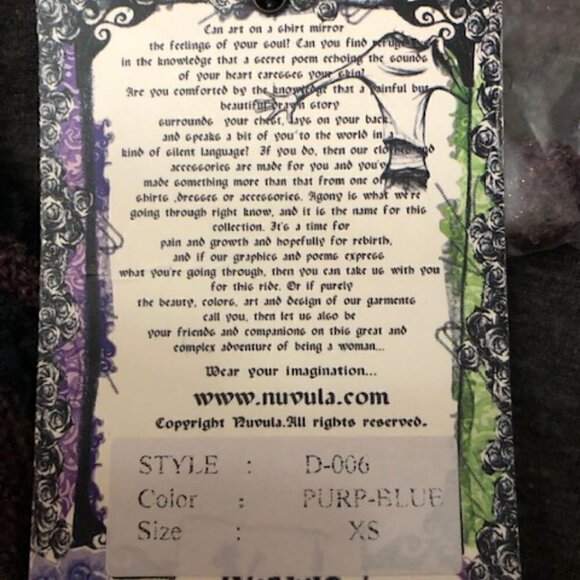 Can art on a shirt mirror
the feelings of your soul? Can you find refuge
in the knowledge that a secret poem echoing the sounds
of your heart caresses your skin?
Are you comforted by the knowledge that a painful but
beautiful drawn story
surrounds your chest, lays on your back,
and speaks a bit of you to the world in a
kind of silent language? If you do, then our clothes and
accessories are made for you and you've
made something more than that from one of
shirts ,dresses or accessories. Agony is what we're
going through right know, and it is the name for this
collection. It's a time for
pain and growth and hopefully for rebirth,
and if our graphics and poems express
what you're going through, then you can take us with you
for this ride. Or if purely
the beauty, colors, art and design of our garments
call you, then let us also be
your friends and companions on this great and
complex adventure of being a woman...
Wear your imagination...
www.nuvula.com
Copyright Nuvula.All rights reserved.
STYLE : D-006
Color : PURP-BLUE
Size : XS